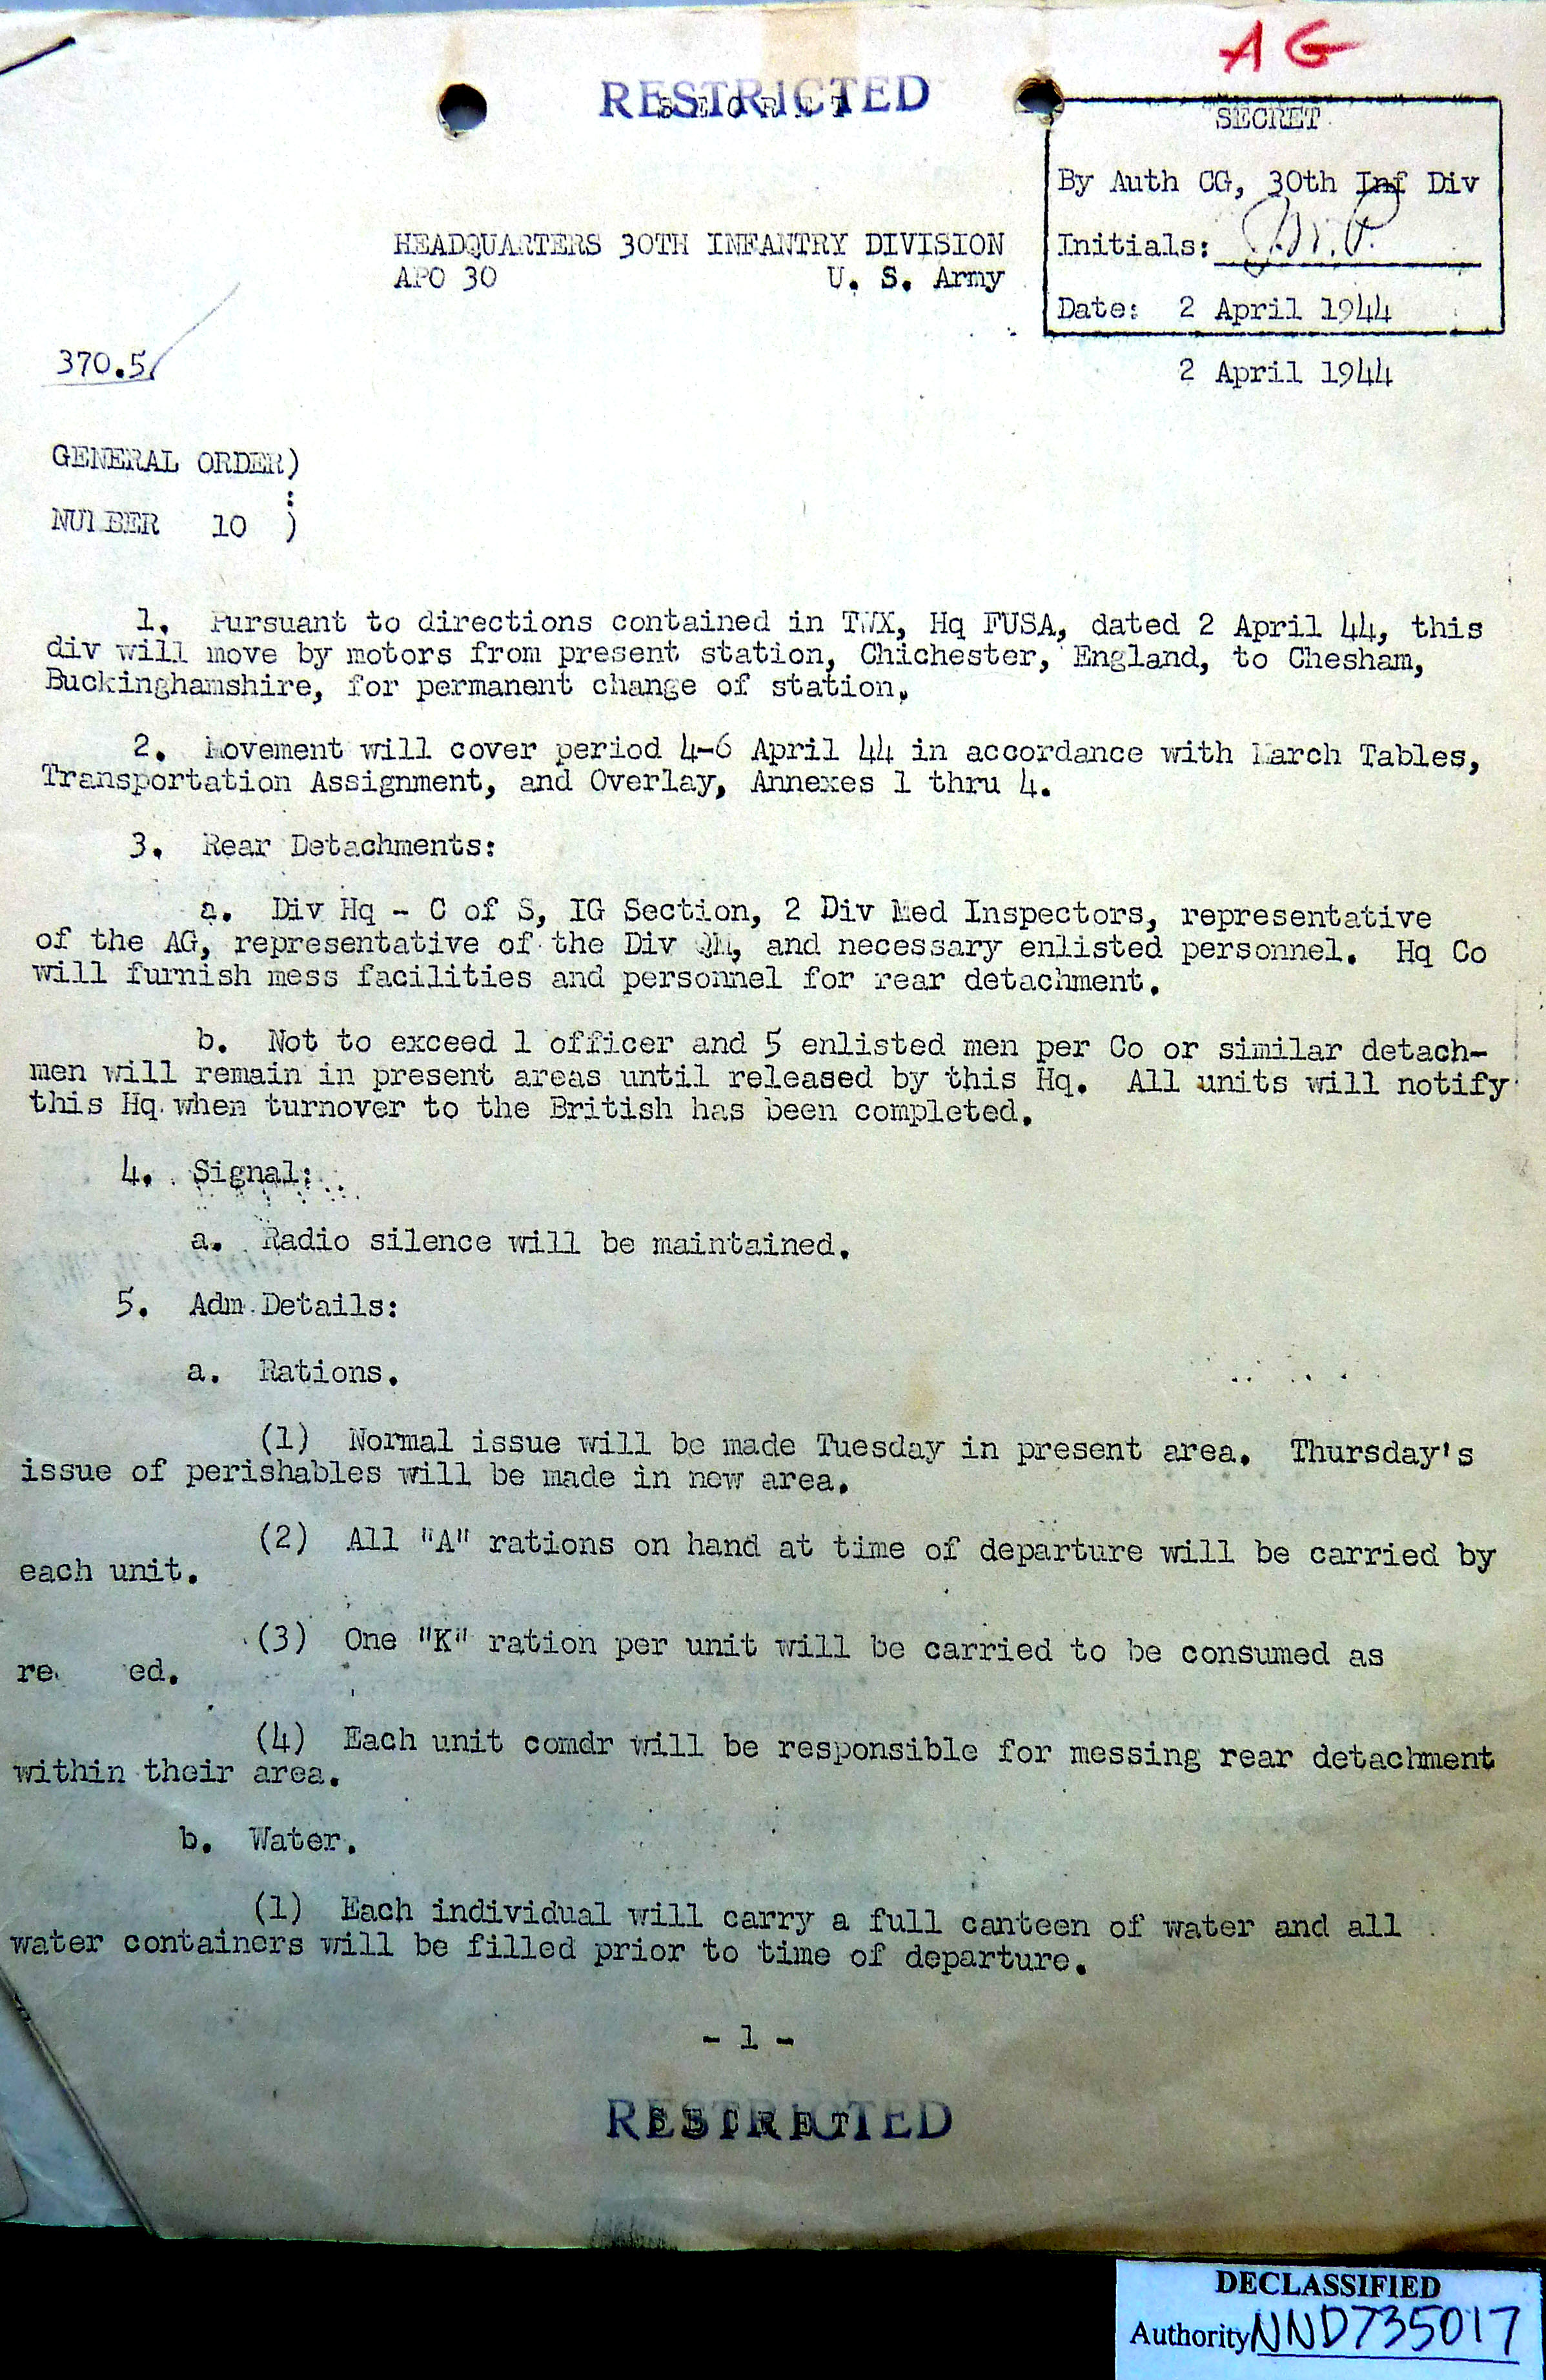 AG
RESTRICTED
SECRET
SECRET
By Auth CG, 30th Inf Div
Initials:
Date: 2 April 1944
HEADQUARTERS 30TH INFANTRY DIVISION
APO 30 U. S. Army
2 April 1944
370.5
GENERAL ORDER)
:
NUMBER 10 )
1. Pursuant to directions contained in TWX, Hq FUSA, dated 2 April 44, this
div will move by motors from present station, Chichester, England, to Chesham,
Buckinghamshire, for permanent change of station.
2. Movement will cover period 4-6 April 44 in accordance with March Tables,
Transportation Assignment, and Overlay, Annexes 1 thru 4.
3. Rear Detachments:
a. Div Hq - C of S, IG Section, 2 Div Med Inspectors, representative
of the AG, representative of the Div QM, and necessary enlisted personnel. Hq Co
will furnish mess facilities and personnel for rear detachment.
b. Not to exceed 1 officer and 5 enlisted men per Co or similar detach-
men will remain in present areas until released by this Hq. All units will notify
this Hq when turnover to the British has been completed.
4. Signal:
a. Radio silence will be maintained.
5. Adm Details:
a. Rations.
(1) Normal issue will be made Tuesday in present area. Thursday's
issue of perishables will be made in new area.
(2) All "A" rations on hand at time of departure will be carried by
each unit.
(3) One "K" ration per unit will be carried to be consumed as
re ed.
(4) Each unit comdr will be responsible for messing rear detachment
within their area.
b. Water.
(1) Each individual will carry a full canteen of water and all
water containers will be filled prior to time of departure.
- 1 -
RESTRICTED
SECRET
DECLASSIFIED
Authority NND735017